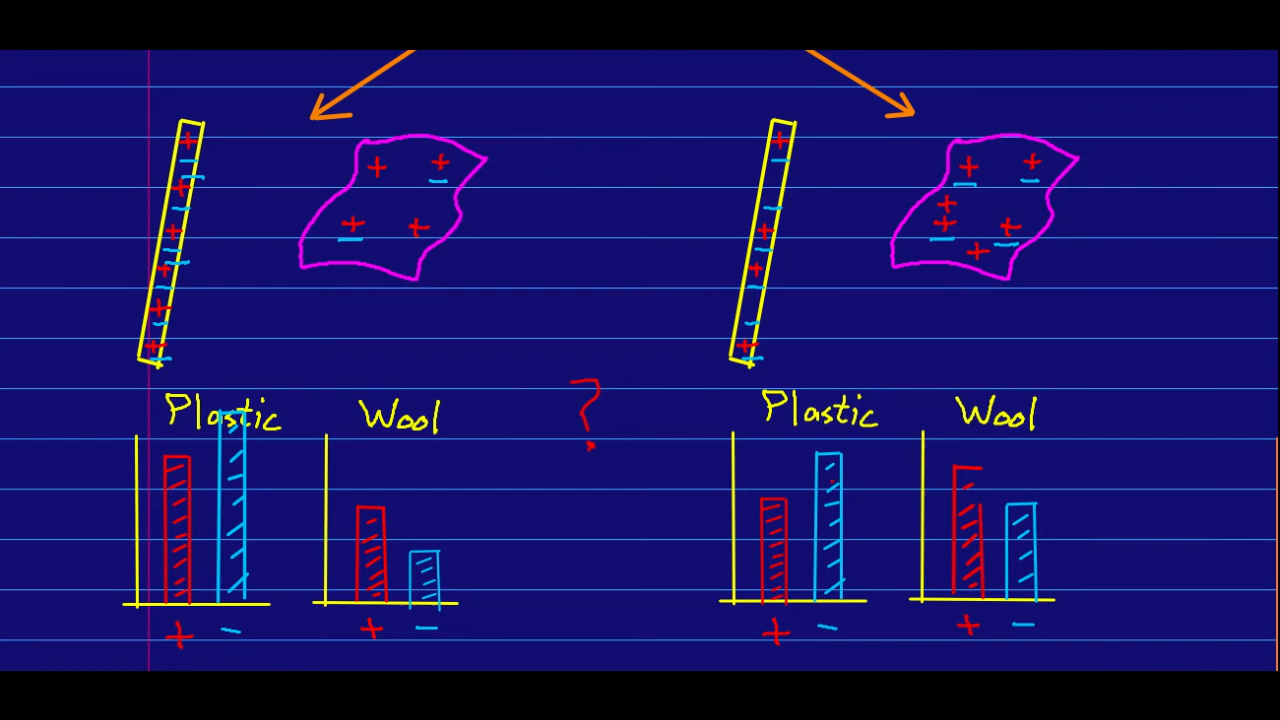 Plastic Wool ? Plastic Wool
+ − + − + − + −